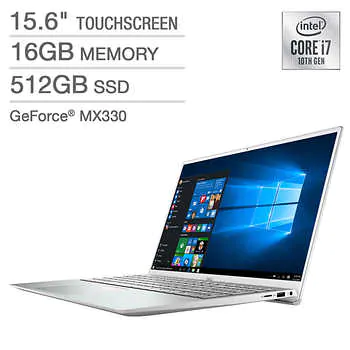 15.6" TOUCHSCREEN
16GB MEMORY
512GB SSD
GeForce® MX330
intel
CORE i7
10TH GEN